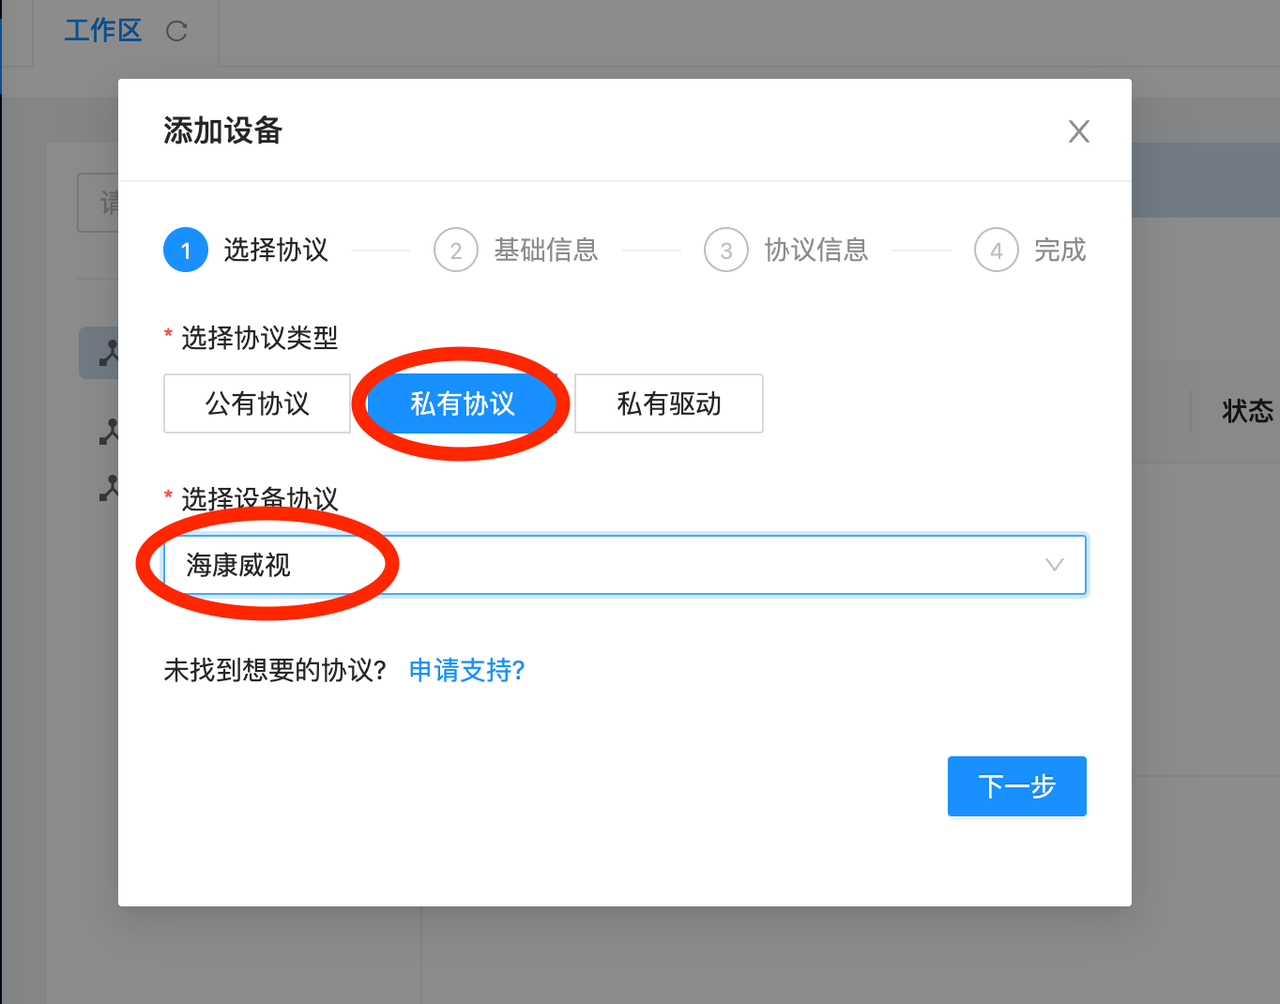 工作区
添加设备
请
1 选择协议 2 基础信息 3 协议信息 4 完成
* 选择协议类型
公有协议 私有协议 私有驱动
状态
* 选择设备协议
海康威视
未找到想要的协议? 申请支持?
下一步